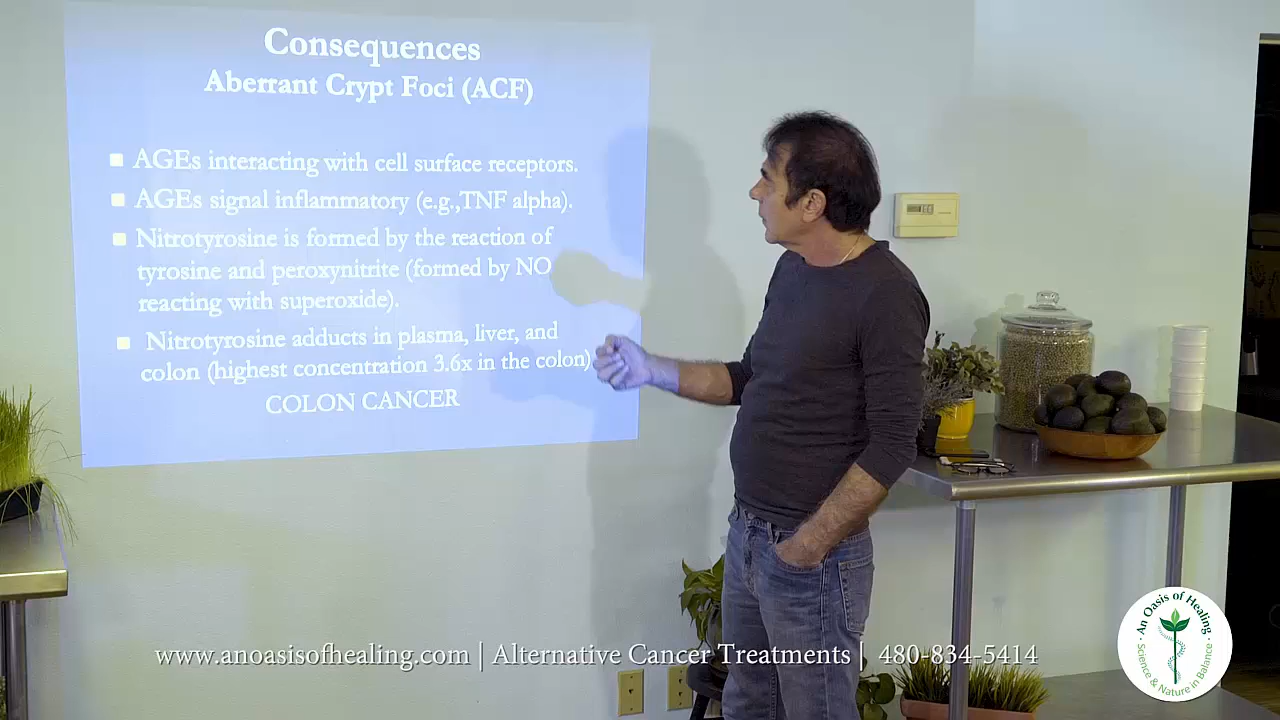 Consequences
Aberrant Crypt Foci (ACF)
AGEs interacting with cell surface receptors.
AGEs signal inflammatory (e.g.,TNF alpha).
Nitrotyrosine is formed by the reaction of
tyrosine and peroxynitrite (formed by NO
reacting with superoxide).
Nitrotyrosine adducts in plasma, liver, and
colon (highest concentration 3.6x in the colon)
COLON CANCER
www.anoasisofhealing.com | Alternative Cancer Treatments | 480-834-5414
An Oasis of Healing
Science & Nature in Balance